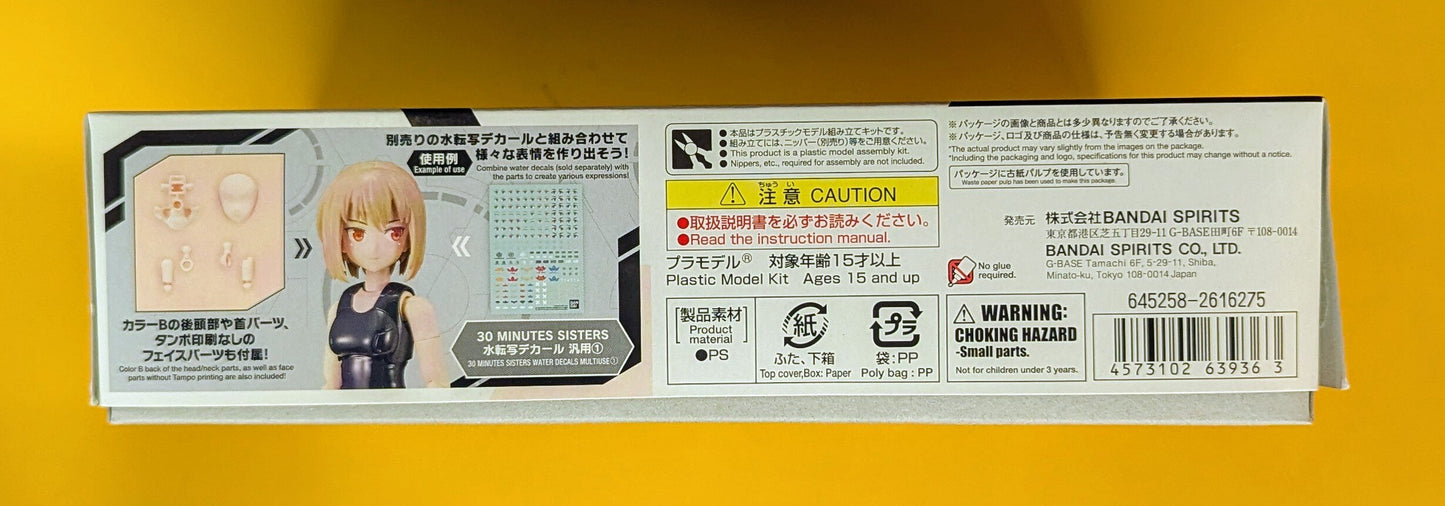 別売りの水転写デカールと組み合わせて
様々な表情を作り出そう!
使用例
Example of use
Combine water decals (sold separately) with
the parts to create various expressions!
カラーBの後頭部や首パーツ、
タンポ印刷なしの
フェイスパーツも付属!
Color:B back of the head/neck parts, as well as face
parts without Tampo printing are also included!
30 MINUTES SISTERS
水転写デカール 汎用①
30 MINUTES SISTERS WATER DECALS MULTIUSE①
●本品はプラスチックモデル組み立てキットです。
●組み立てには、ニッパー(別売り)等をご用意ください。
●This product is a plastic model assembly kit.
●Nippers, etc., required for assembly are not included.
ちゅう い
注意 CAUTION
●取扱説明書を必ずお読みください。
●Read the instruction manual.
プラモデル® 対象年齢15才以上
Plastic Model Kit Ages 15 and up
[製品素材]
Product
material
●PS
紙
ふた、下箱
Top cover,Box: Paper
プラ
袋:PP
Poly bag : PP
※パッケージの画像と商品とは多少異なりますのでご了承ください。
※パッケージ、ロゴ及び商品の仕様は、予告無く変更する場合があります。
*The actual product may vary slightly from the images on the package.
*Including the packaging and logo, specifications for this product may change without a notice.
パッケージに古紙パルプを使用しています。
Waste paper pulp has been used to make this package.
発売元 株式会社BANDAI SPIRITS
東京都港区芝五丁目29-11 G-BASE田町6F 〒108-0014
BANDAI SPIRITS CO., LTD.
G-BASE Tamachi 6F, 5-29-11, Shiba,
Minato-ku, Tokyo 108-0014 Japan
No glue
required.
WARNING:
CHOKING HAZARD
-Small parts.
Not for children under 3 years.
645258-2616275
4573102 63936 3